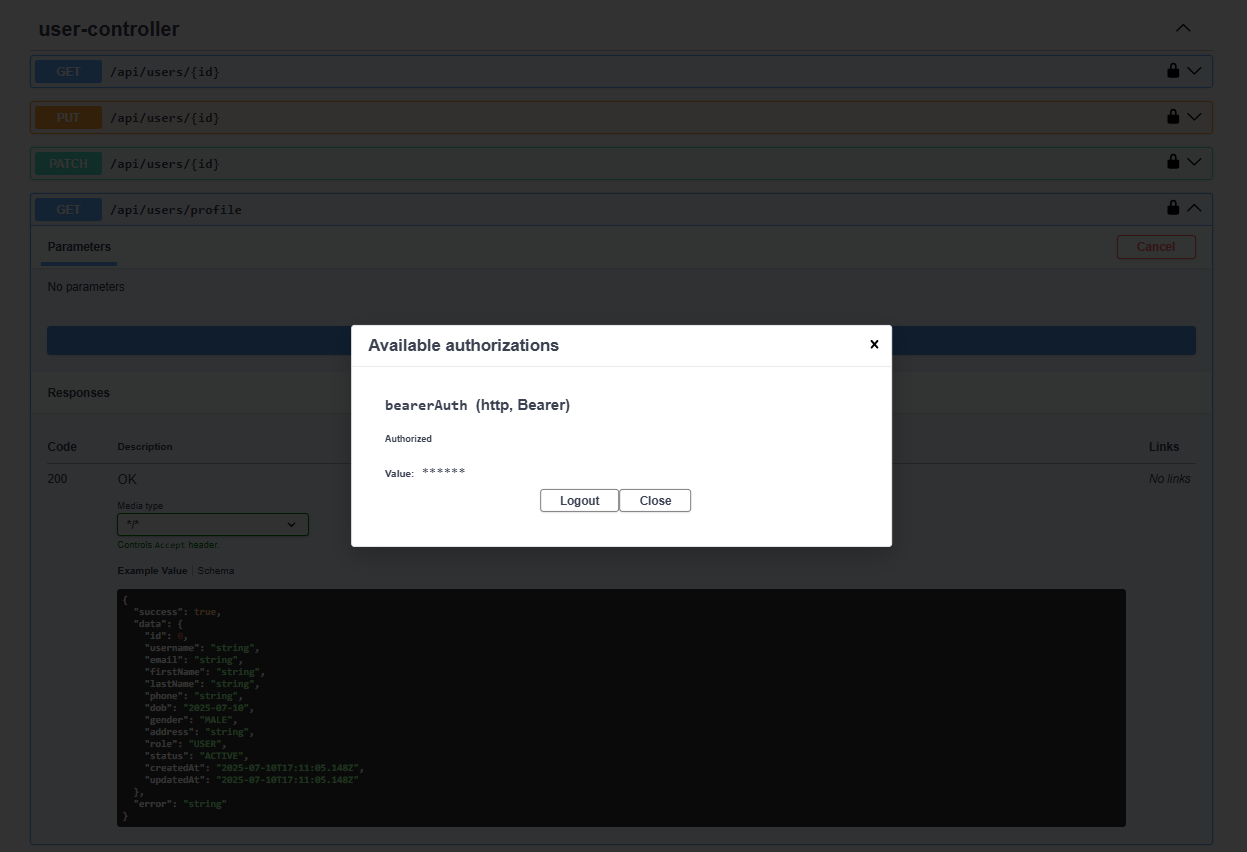 user-controller
GET /api/users/{id}
PUT /api/users/{id}
PATCH /api/users/{id}
GET /api/users/profile
Parameters Cancel
No parameters
Available authorizations
bearerAuth (http, Bearer)
Authorized
Value: ******
Logout Close
Responses
Code Description Links
200 OK No links
Media type
*/*
Controls Accept header.
Example Value Schema
{
"success": true,
"data": {
"id": 0,
"username": "string",
"email": "string",
"firstName": "string",
"lastName": "string",
"phone": "string",
"dob": "2025-07-10",
"gender": "MALE",
"address": "string",
"role": "USER",
"status": "ACTIVE",
"createdAt": "2025-07-10T17:11:05.148Z",
"updatedAt": "2025-07-10T17:11:05.148Z"
},
"error": "string"
}